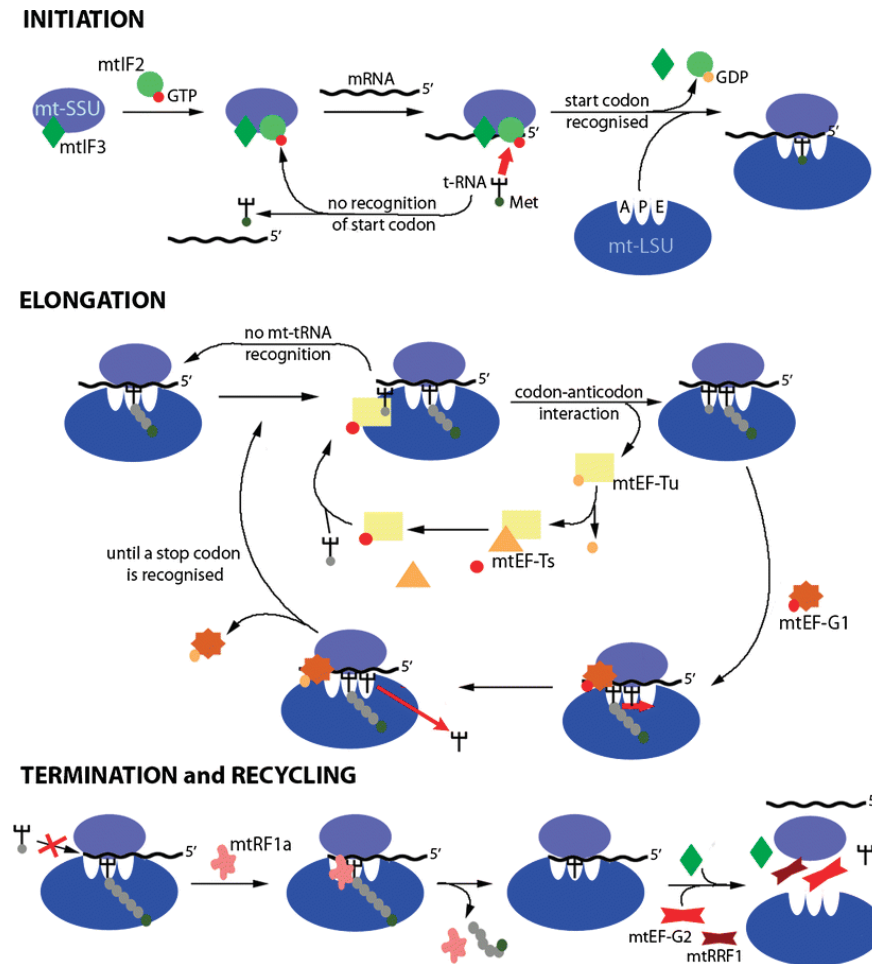 INITIATION
mtIF2
GTP
mt-SSU
mtIF3
mRNA
5'
5'
t-RNA
Met
no recognition
of start codon
5'
start codon
recognised
GDP
A P E
mt-LSU
5'
ELONGATION
no mt-tRNA
recognition
5'
5'
codon-anticodon
interaction
5'
mtEF-Tu
mtEF-Ts
until a stop codon
is recognised
mtEF-G1
5'
5'
TERMINATION and RECYCLING
5'
mtRF1a
5'
5'
mtEF-G2
mtRRF1
5'